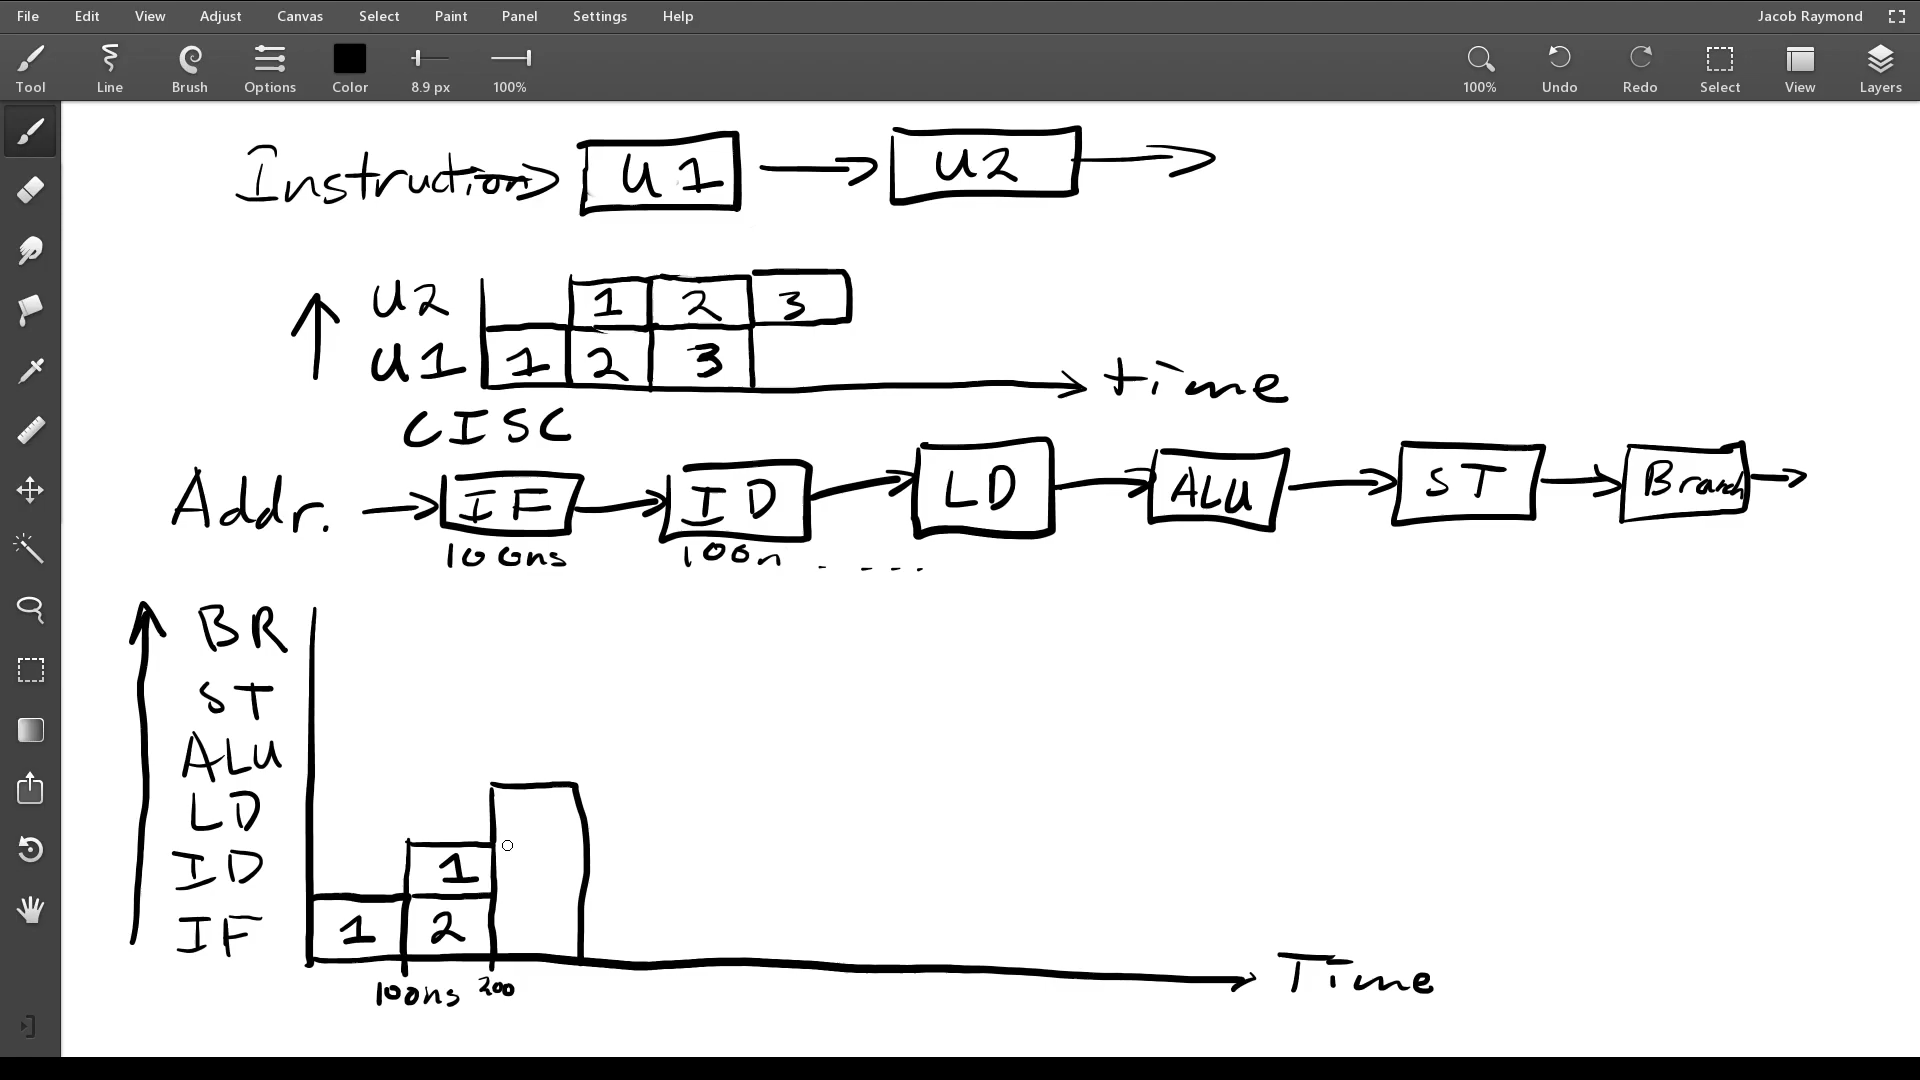 File Edit View Adjust Canvas Select Paint Panel Settings Help Jacob Raymond
Tool Line Brush Options Color 8.9 px 100% 100% Undo Redo Select View Layers
Instruction U1 U2
U2 1 2 3
U1 1 2 3
time
CISC
Addr. IF ID LD ALU ST Branch
100ns 100n
BR
ST
ALU
LD
ID 1
IF 1 2
100ns 200
Time